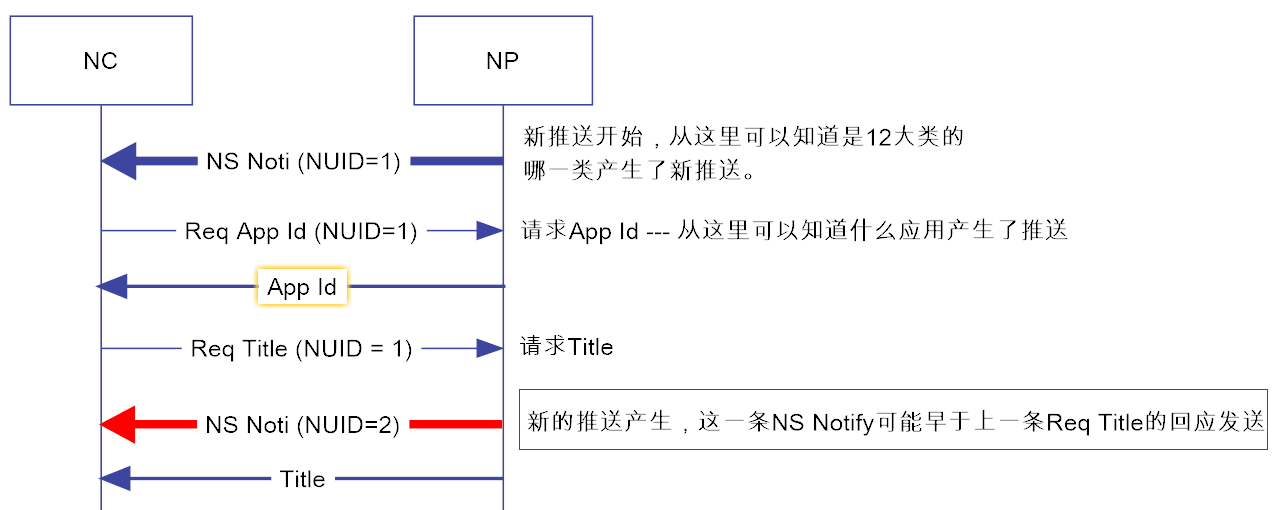 NC
NP
NS Noti (NUID=1)
新推送开始，从这里可以知道是12大类的
哪一类产生了新推送。
Req App Id (NUID=1)
请求App Id --- 从这里可以知道什么应用产生了推送
App Id
Req Title (NUID = 1)
请求Title
NS Noti (NUID=2)
新的推送产生，这一条NS Notify可能早于上一条Req Title的回应发送
Title